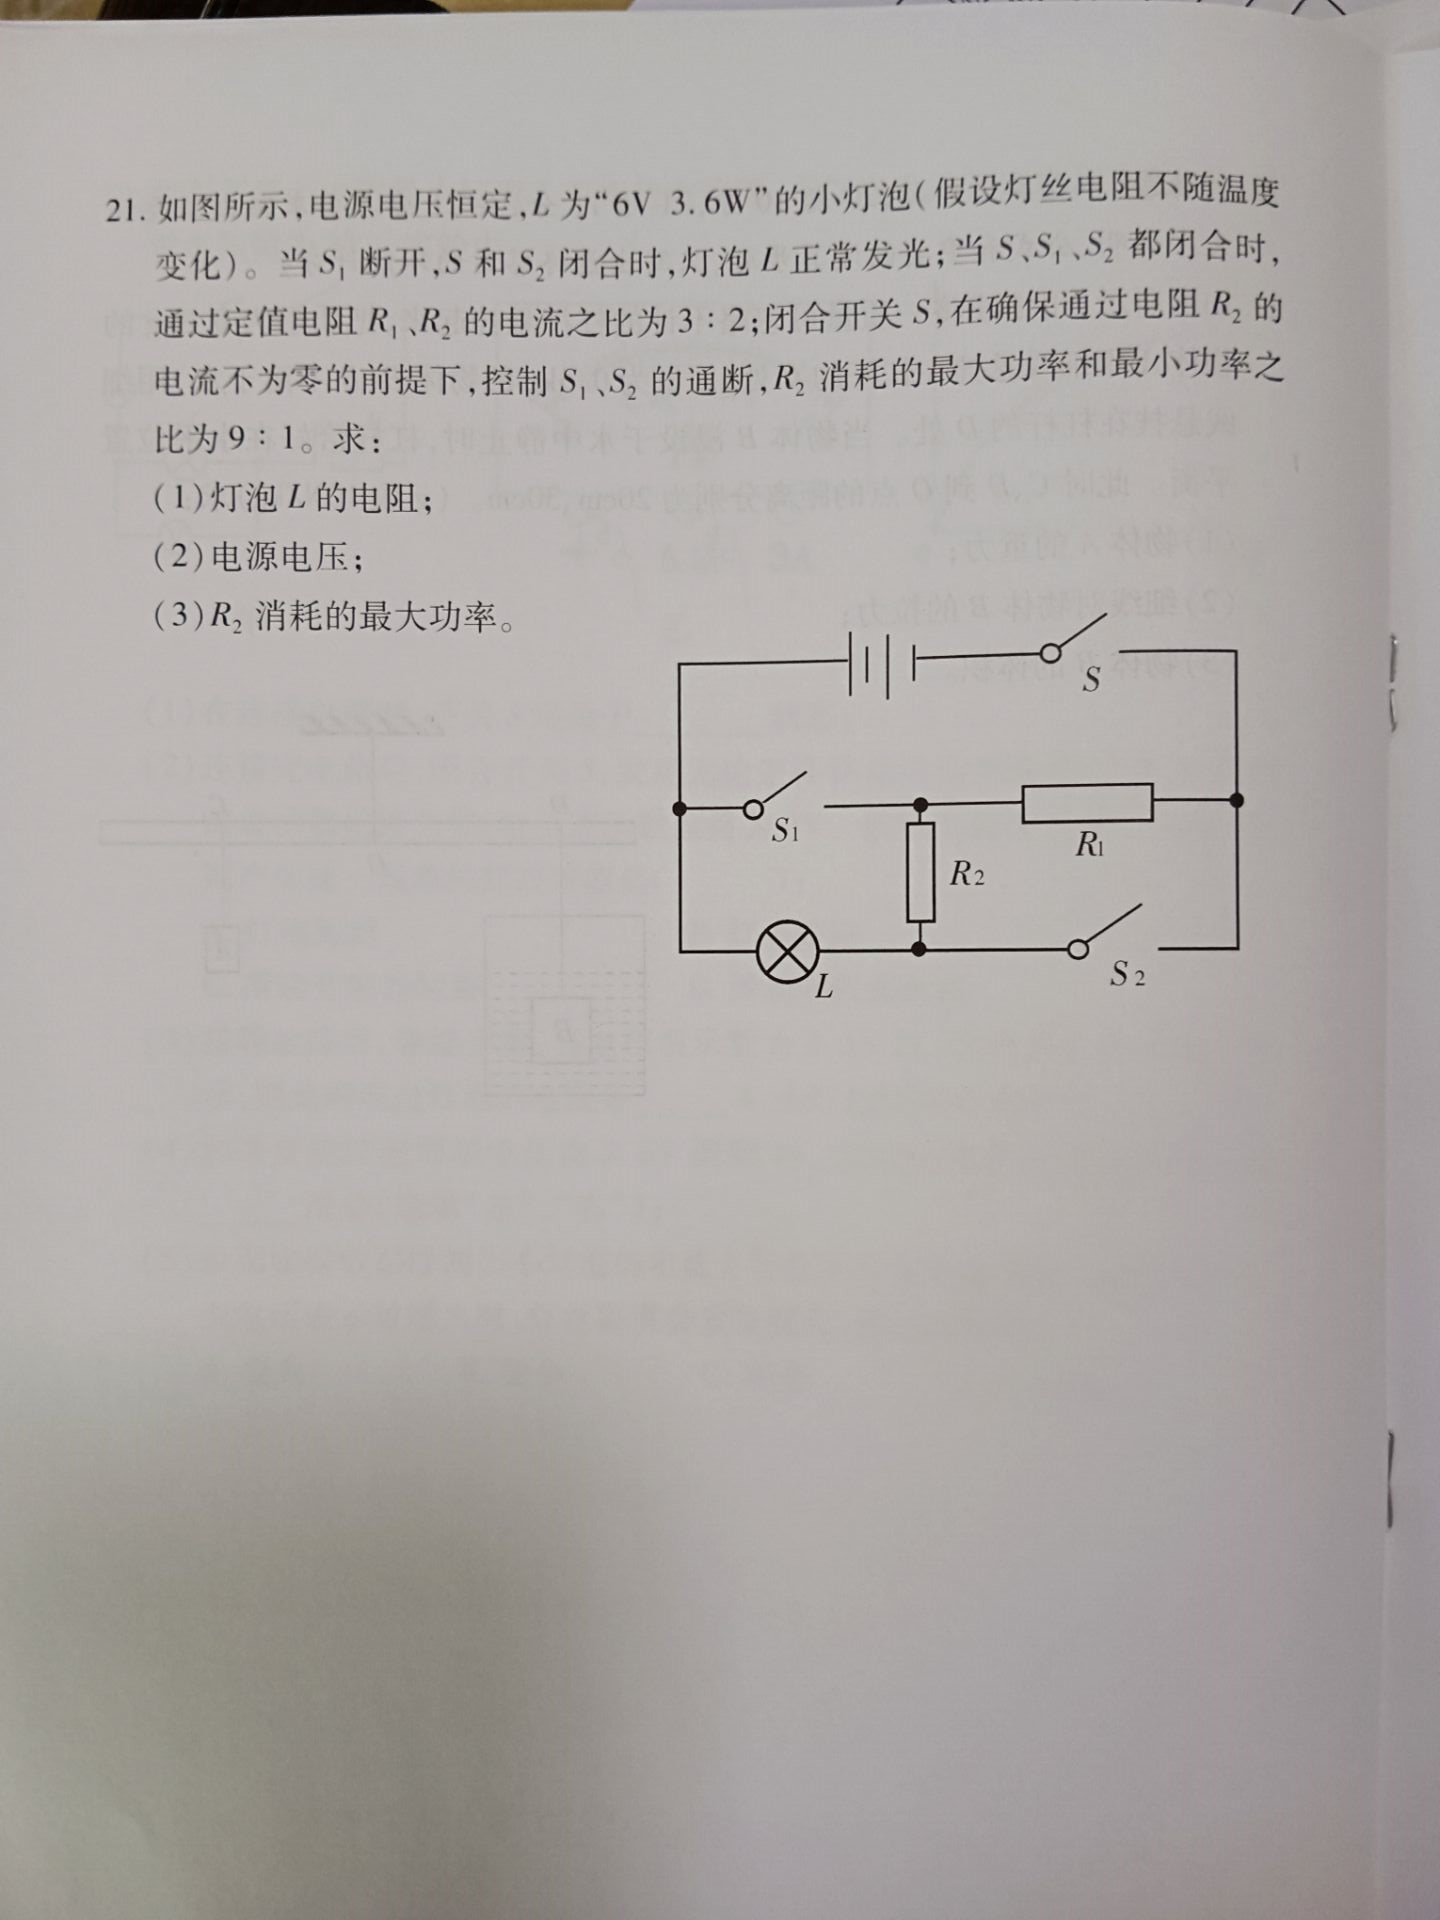 21. 如图所示,电源电压恒定,L 为“6V 3.6W”的小灯泡(假设灯丝电阻不随温度
变化)。当 S₁ 断开,S 和 S₂ 闭合时,灯泡 L 正常发光;当 S、S₁、S₂ 都闭合时,
通过定值电阻 R₁、R₂ 的电流之比为 3∶2;闭合开关 S,在确保通过电阻 R₂ 的
电流不为零的前提下,控制 S₁、S₂ 的通断,R₂ 消耗的最大功率和最小功率之
比为 9∶1。求:
(1)灯泡 L 的电阻;
(2)电源电压;
(3)R₂ 消耗的最大功率。
S
S₁
R₁
R₂
L
S₂